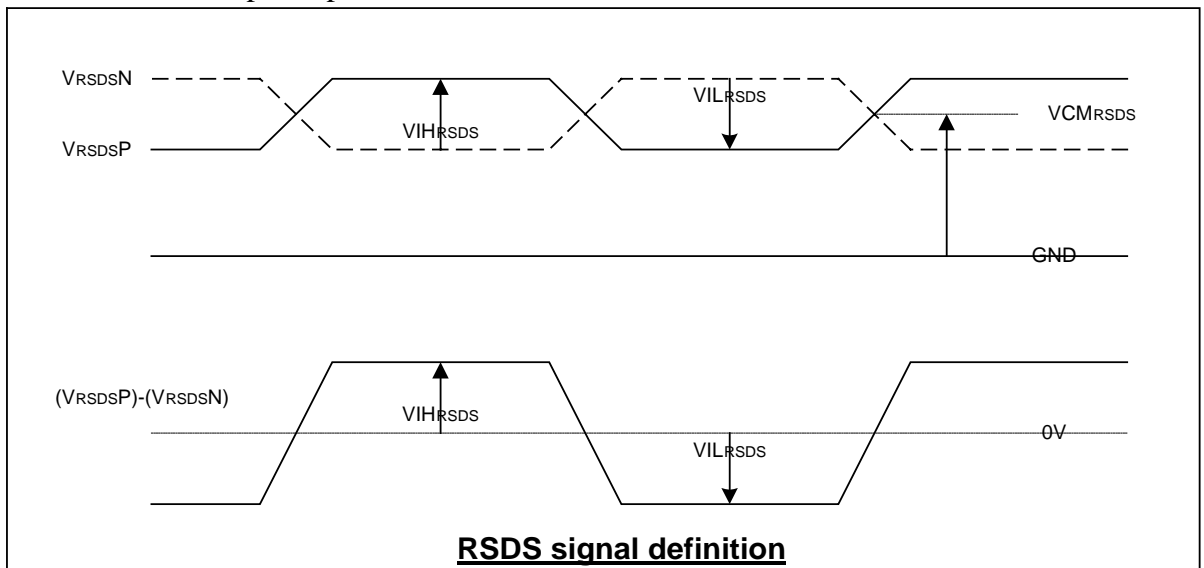 VRSDSN
VILRSDS
VCMRSDS
VIHRSDS
VRSDSP
GND
(VRSDSP)-(VRSDSN)
VIHRSDS
0V
VILRSDS
RSDS signal definition